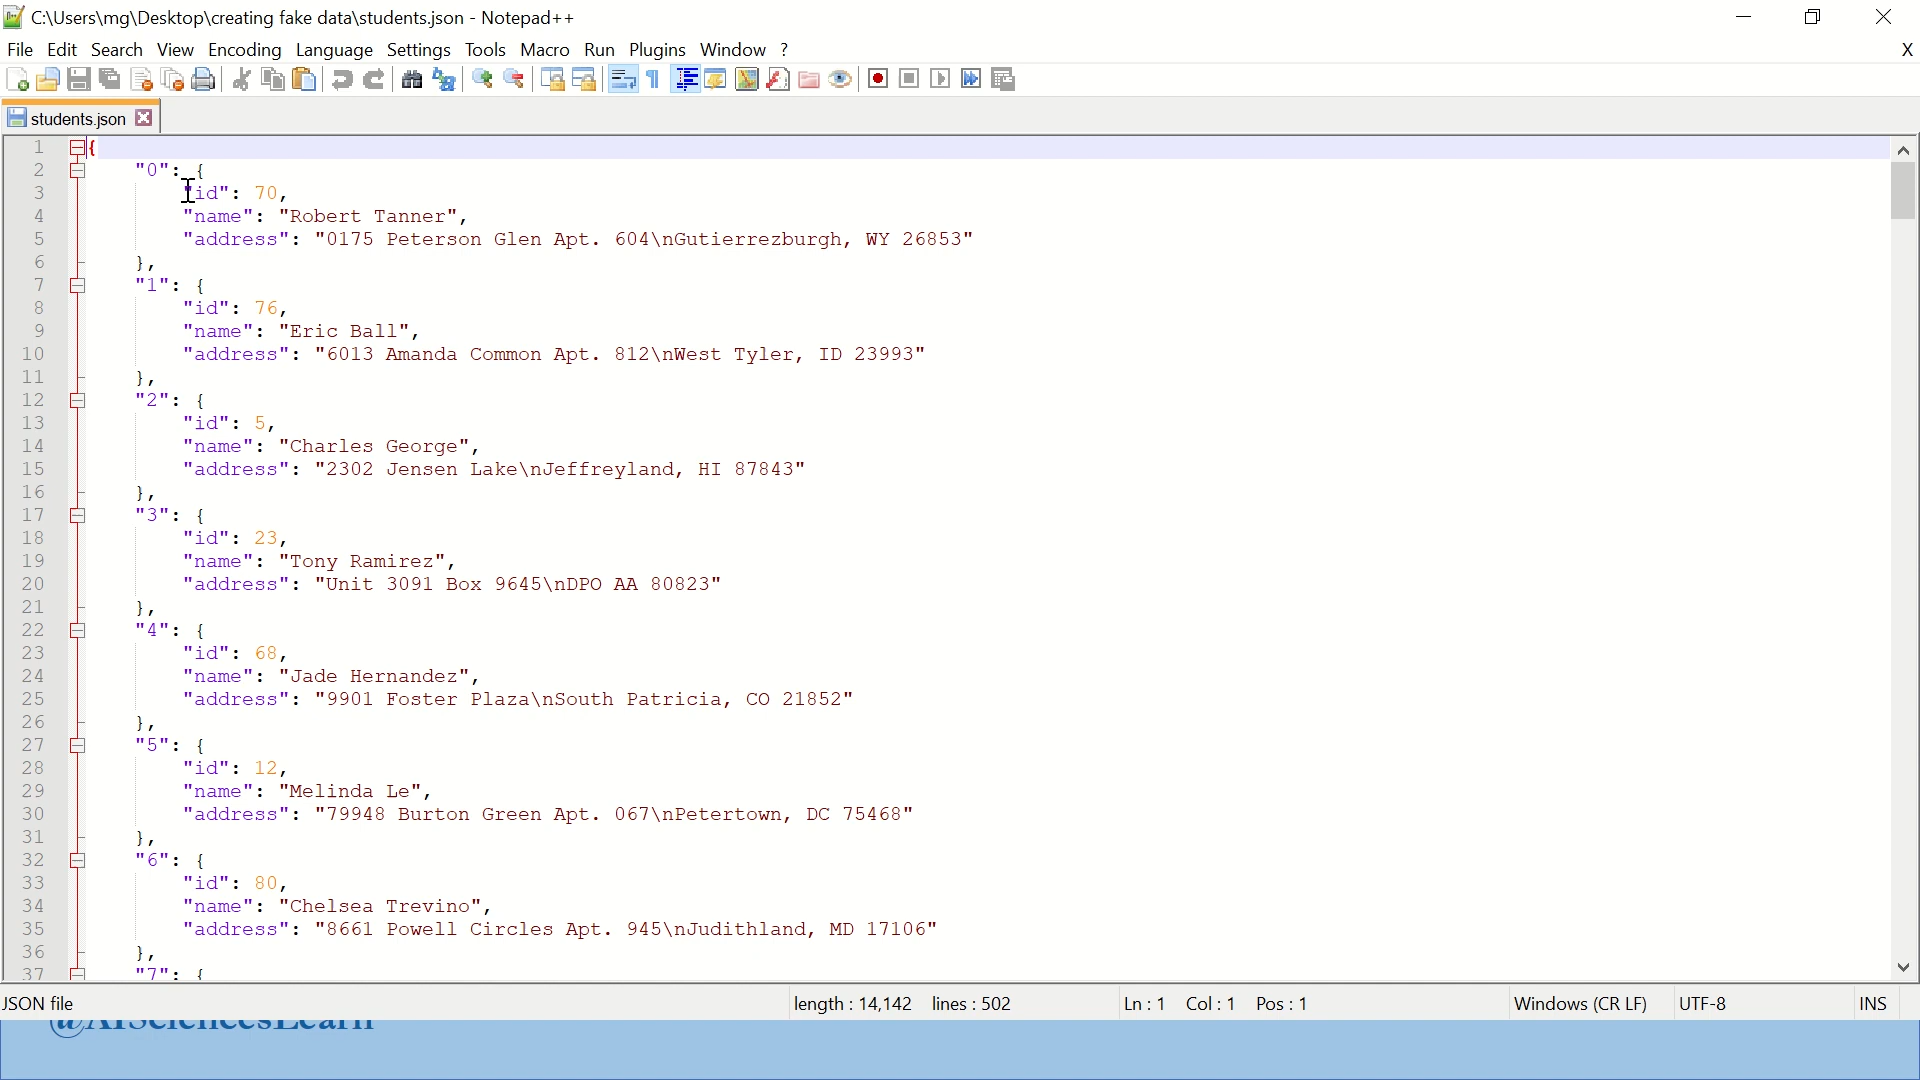 C:\Users\mg\Desktop\creating fake data\students.json - Notepad++
File Edit Search View Encoding Language Settings Tools Macro Run Plugins Window ? X
students.json
1 {
2 "0": {
3 "id": 70,
4 "name": "Robert Tanner",
5 "address": "0175 Peterson Glen Apt. 604\nGutierrezburgh, WY 26853"
6 },
7 "1": {
8 "id": 76,
9 "name": "Eric Ball",
10 "address": "6013 Amanda Common Apt. 812\nWest Tyler, ID 23993"
11 },
12 "2": {
13 "id": 5,
14 "name": "Charles George",
15 "address": "2302 Jensen Lake\nJeffreyland, HI 87843"
16 },
17 "3": {
18 "id": 23,
19 "name": "Tony Ramirez",
20 "address": "Unit 3091 Box 9645\nDPO AA 80823"
21 },
22 "4": {
23 "id": 68,
24 "name": "Jade Hernandez",
25 "address": "9901 Foster Plaza\nSouth Patricia, CO 21852"
26 },
27 "5": {
28 "id": 12,
29 "name": "Melinda Le",
30 "address": "79948 Burton Green Apt. 067\nPetertown, DC 75468"
31 },
32 "6": {
33 "id": 80,
34 "name": "Chelsea Trevino",
35 "address": "8661 Powell Circles Apt. 945\nJudithland, MD 17106"
36 },
37 "7": {
JSON file length : 14,142 lines : 502 Ln : 1 Col : 1 Pos : 1 Windows (CR LF) UTF-8 INS
@AISciencesLearn